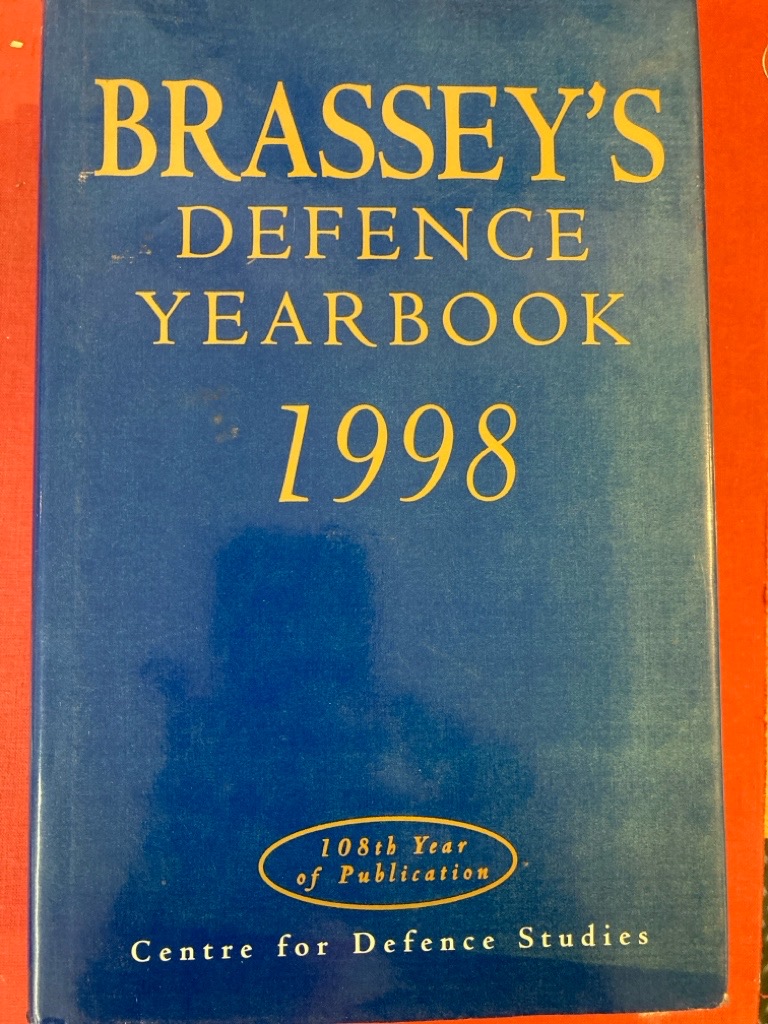 BRASSEY'S
DEFENCE
YEARBOOK
1998
108th Year
of Publication
Centre for Defence Studies